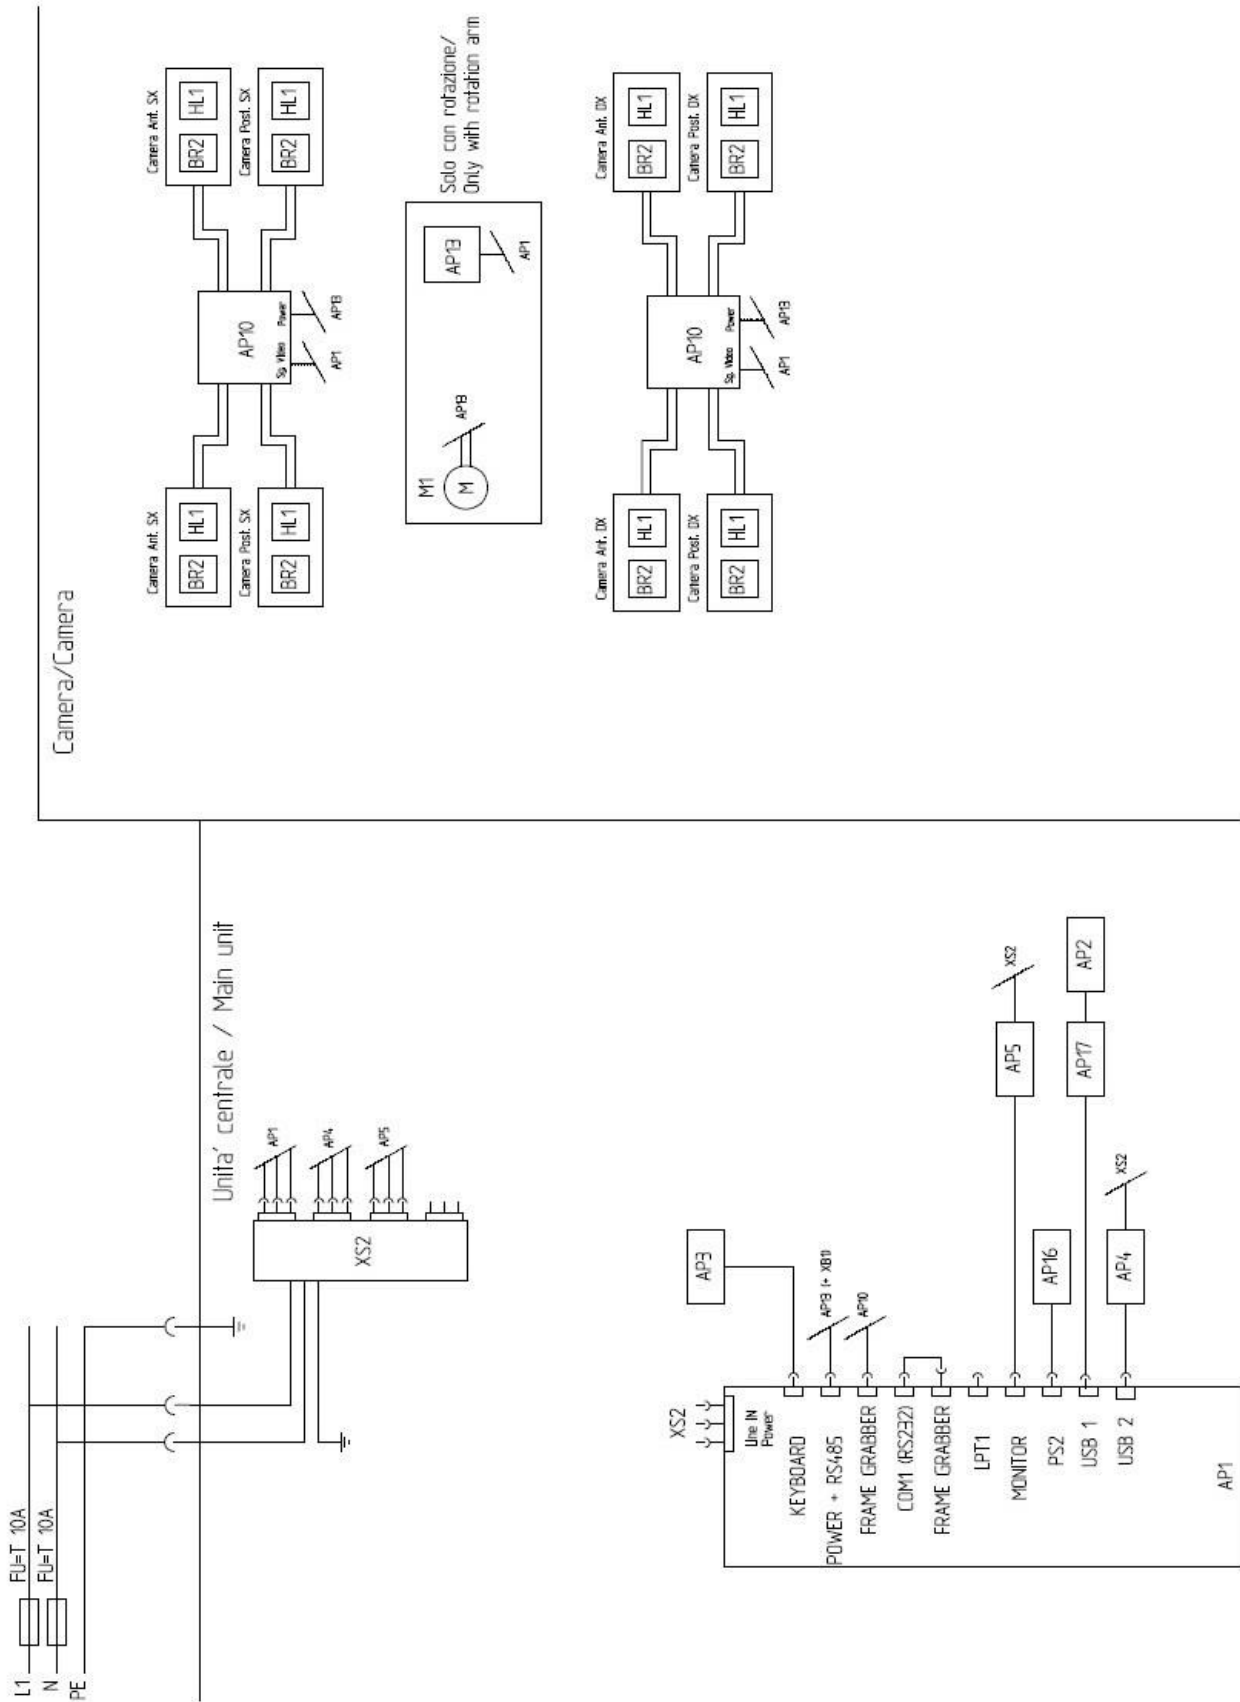 L1
FU=T 10A
N
FU=T 10A
PE
Unita' centrale / Main unit
XS2
AP1
AP4
AP5
XS2
Line IN
Power
KEYBOARD
AP3
POWER + RS485
AP13 (+ XB1)
FRAME GRABBER
AP10
COM1 (RS232)
FRAME GRABBER
LPT1
MONITOR
AP5
XS2
PS2
AP16
USB 1
AP17
AP2
USB 2
AP4
XS2
AP1
Camera/Camera
Camera Ant. SX
BR2
HL1
Camera Post. SX
BR2
HL1
AP10
Sg. Video
Power
AP1
AP13
Camera Ant. SX
BR2
HL1
Camera Post. SX
BR2
HL1
Solo con rotazione/
Only with rotation arm
M1
M
AP13
AP13
AP1
Camera Ant. DX
BR2
HL1
Camera Post. DX
BR2
HL1
AP10
Sg. Video
Power
AP1
AP13
Camera Ant. DX
BR2
HL1
Camera Post. DX
BR2
HL1